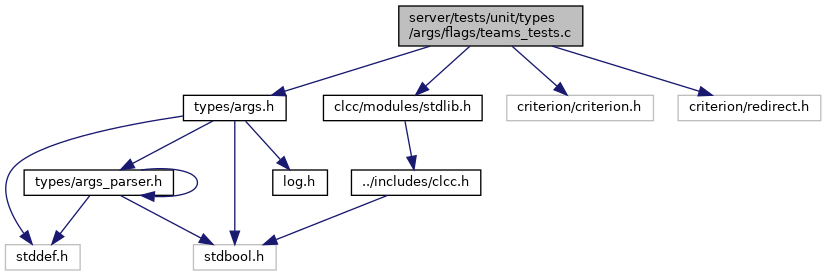 server/tests/unit/types
/args/flags/teams_tests.c
types/args.h
clcc/modules/stdlib.h
criterion/criterion.h
criterion/redirect.h
types/args_parser.h
log.h
../includes/clcc.h
stddef.h
stdbool.h